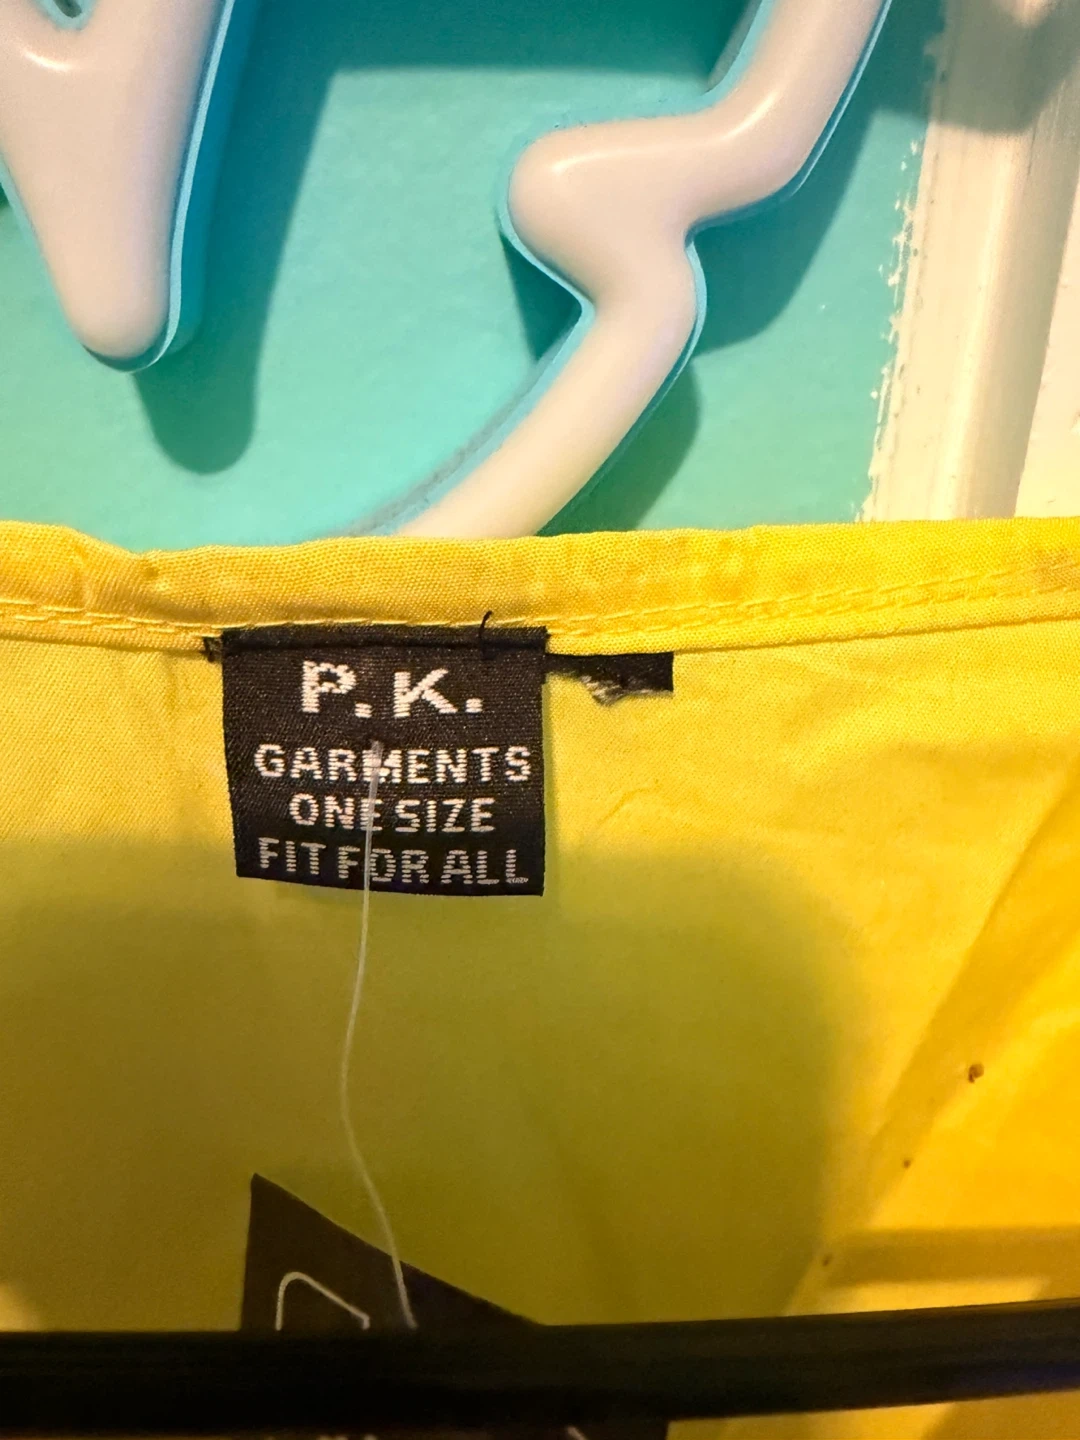 P. K.
GARMENTS
ONE SIZE
FIT FOR ALL